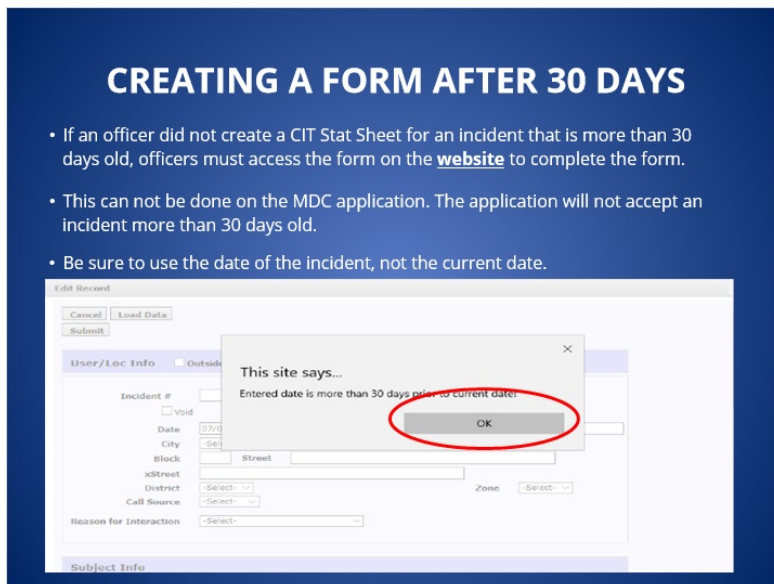 CREATING A FORM AFTER 30 DAYS
• If an officer did not create a CIT Stat Sheet for an incident that is more than 30
days old, officers must access the form on the website to complete the form.
• This can not be done on the MDC application. The application will not accept an
incident more than 30 days old.
• Be sure to use the date of the incident, not the current date.
Edit Record
Cancel Load Data
Submit
User/Loc Info Outside
This site says...
Entered date is more than 30 days prior to current date!
OK
Incident #
Void
Date 07/0
City -Sel
Block Street
xStreet
District -Select- Zone -Select-
Call Source -Select-
Reason for Interaction -Select-
Subject Info